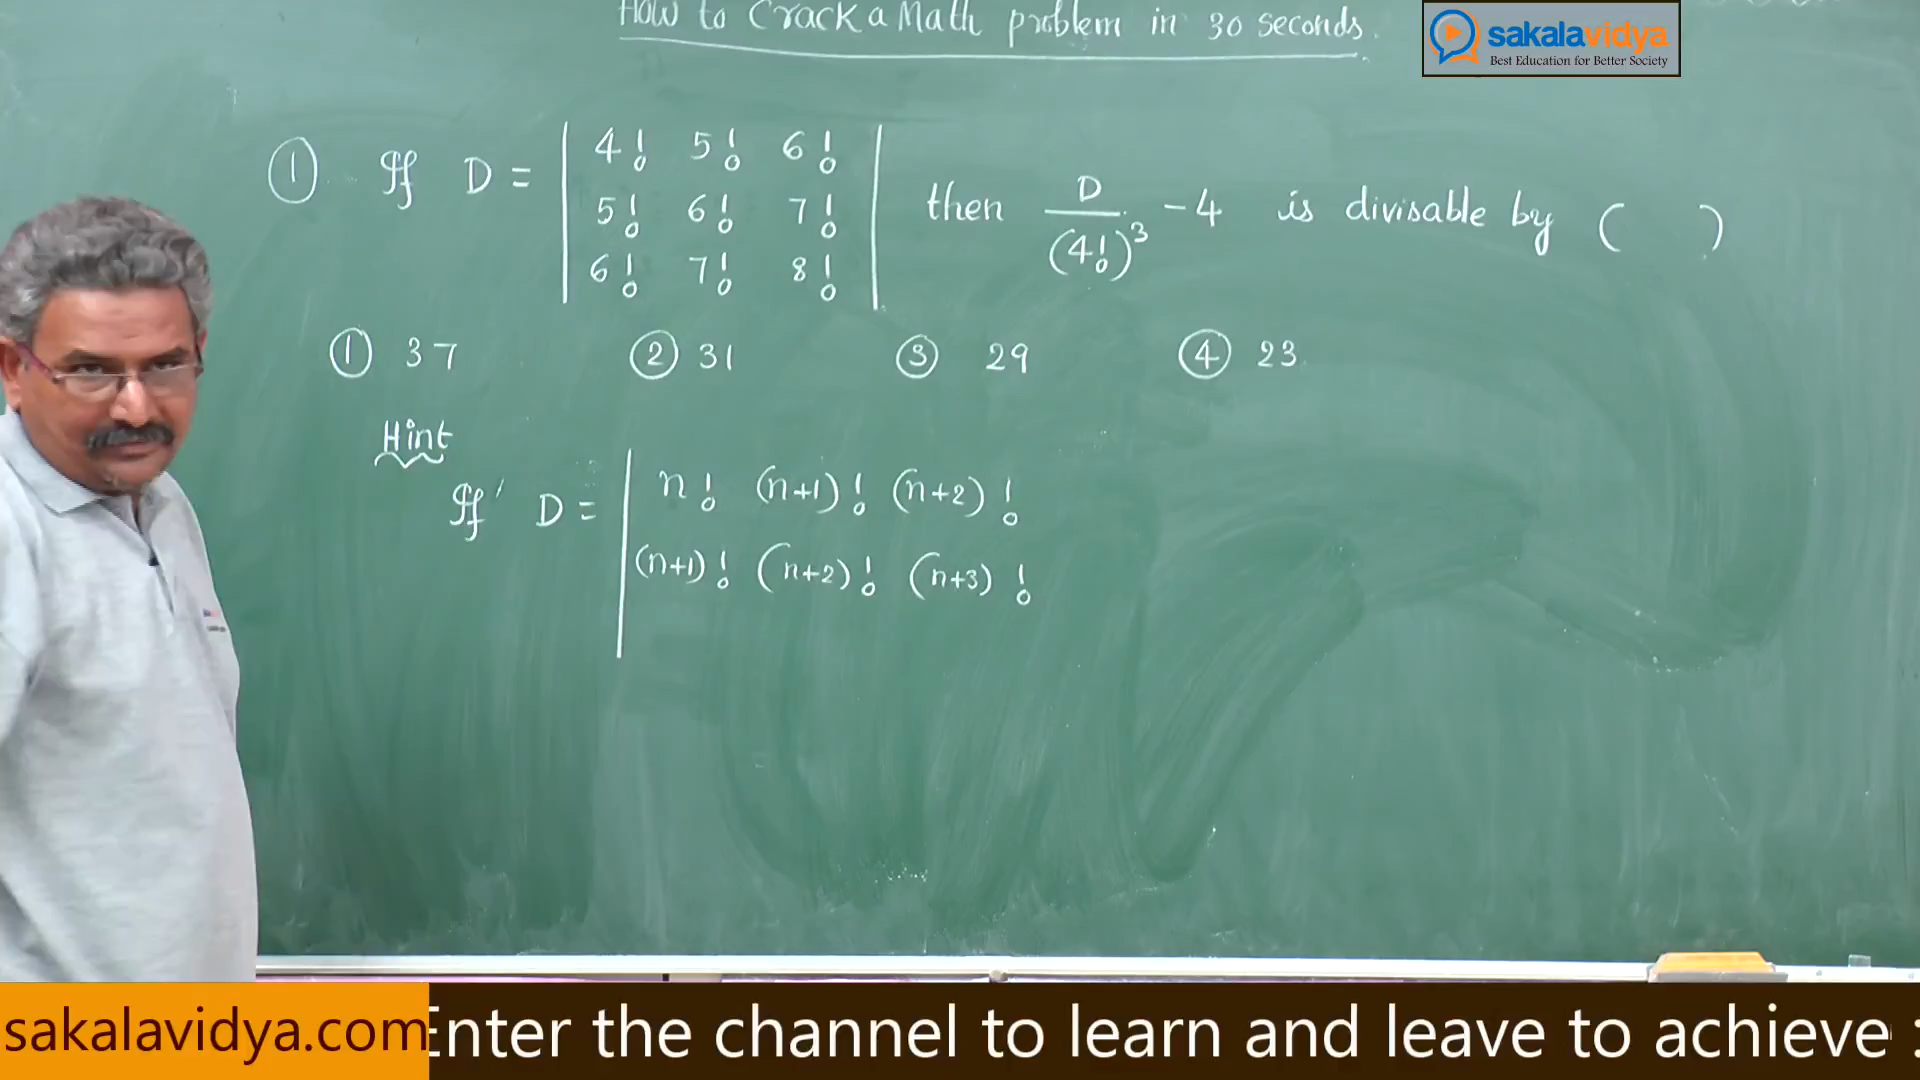 How to Crack a Math problem in 30 seconds.
sakalavidya
Best Education for Better Society
① If D = | 4! 5! 6! |
| 5! 6! 7! |
| 6! 7! 8! |
then D/(4!)³ - 4 is divisable by ( )
① 37 ② 31 ③ 29 ④ 23
Hint
If D = | n! (n+1)! (n+2)!
(n+1)! (n+2)! (n+3)!
sakalavidya.com Enter the channel to learn and leave to achieve :